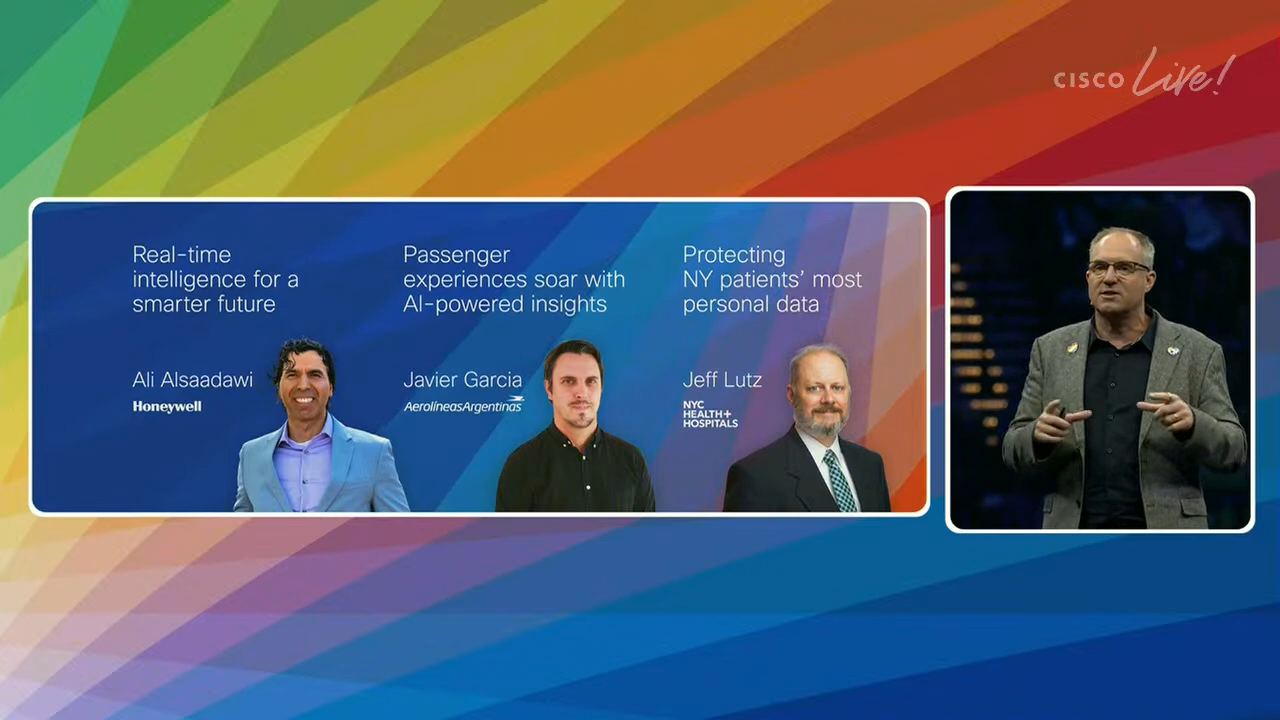 CISCO Live!
Real-time
intelligence for a
smarter future
Ali Alsaadawi
Honeywell
Passenger
experiences soar with
AI-powered insights
Javier Garcia
AerolíneasArgentinas
Protecting
NY patients’ most
personal data
Jeff Lutz
NYC
HEALTH+
HOSPITALS